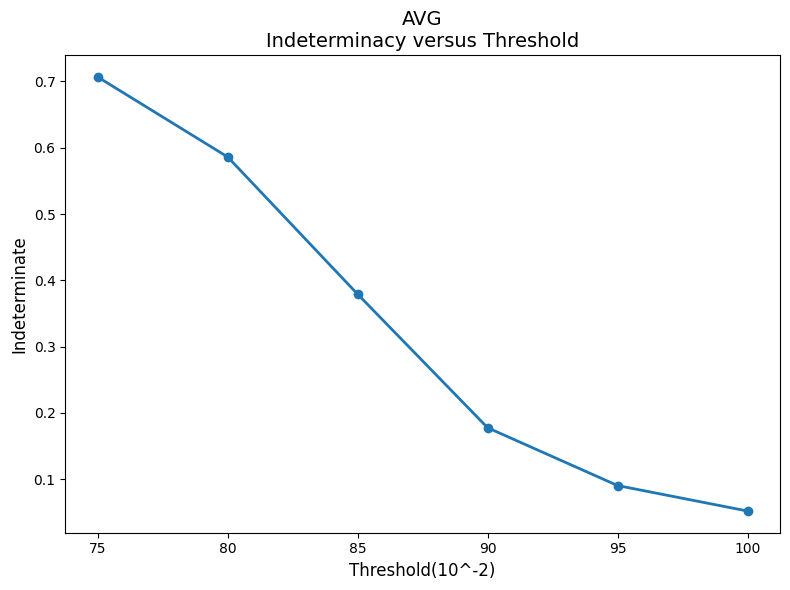 AVG
Indeterminacy versus Threshold
0.7
0.6
0.5
0.4
0.3
0.2
0.1
Indeterminate
75 80 85 90 95 100
Threshold(10^-2)